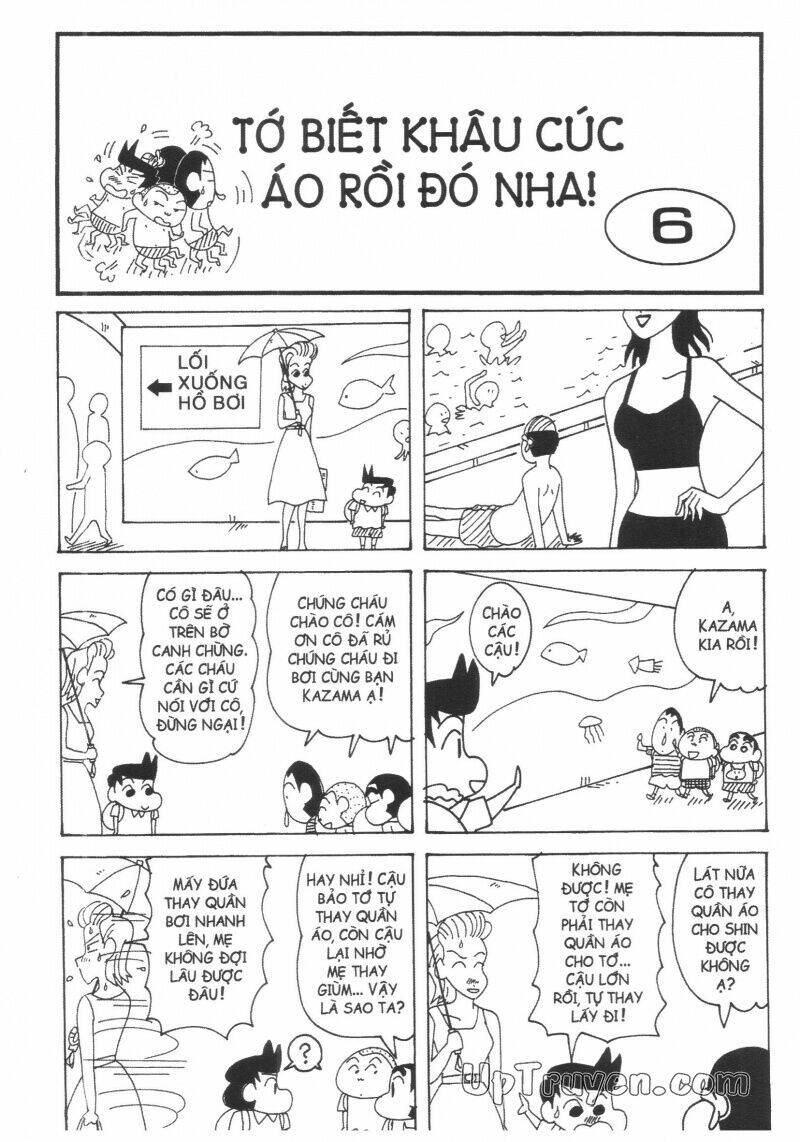 TỚ BIẾT KHÂU CÚC
ÁO RỒI ĐÓ NHA!
6
LỐI
XUỐNG
HỒ BƠI
A,
KAZAMA
KIA RỒI!
CHÀO
CÁC
CẬU!
CHÚNG CHÁU
CHÀO CÔ! CÁM
ƠN CÔ ĐÃ RỦ
CHÚNG CHÁU ĐI
BƠI CÙNG BẠN
KAZAMA Ạ!
CÓ GÌ ĐÂU...
CÔ SẼ Ở
TRÊN BỜ
CANH CHỪNG.
CÁC CHÁU
CẦN GÌ CỨ
NÓI VỚI CÔ,
ĐỪNG NGẠI!
LÁT NỮA
CÔ THAY
QUẦN ÁO
CHO SHIN
ĐƯỢC
KHÔNG
Ạ?
KHÔNG
ĐƯỢC! MẸ
TỚ CÒN
PHẢI THAY
QUẦN ÁO
CHO TỚ...
CẬU LỚN
RỒI, TỰ THAY
LẤY ĐI!
HAY NHỈ! CẬU
BẢO TỚ TỰ
THAY QUẦN
ÁO, CÒN CẬU
LẠI NHỜ
MẸ THAY
GIÙM... VẬY
LÀ SAO TA?
MẤY ĐỨA
THAY QUẦN
BƠI NHANH
LÊN, MẸ
KHÔNG ĐỢI
LÂU ĐƯỢC
ĐÂU!
?
UpTruyen.com